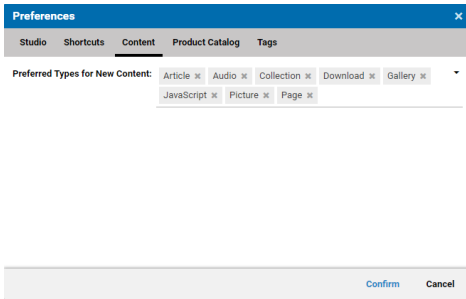 Preferences
Studio Shortcuts Content Product Catalog Tags
Preferred Types for New Content: Article × Audio × Collection × Download × Gallery ×
JavaScript × Picture × Page ×
Confirm Cancel